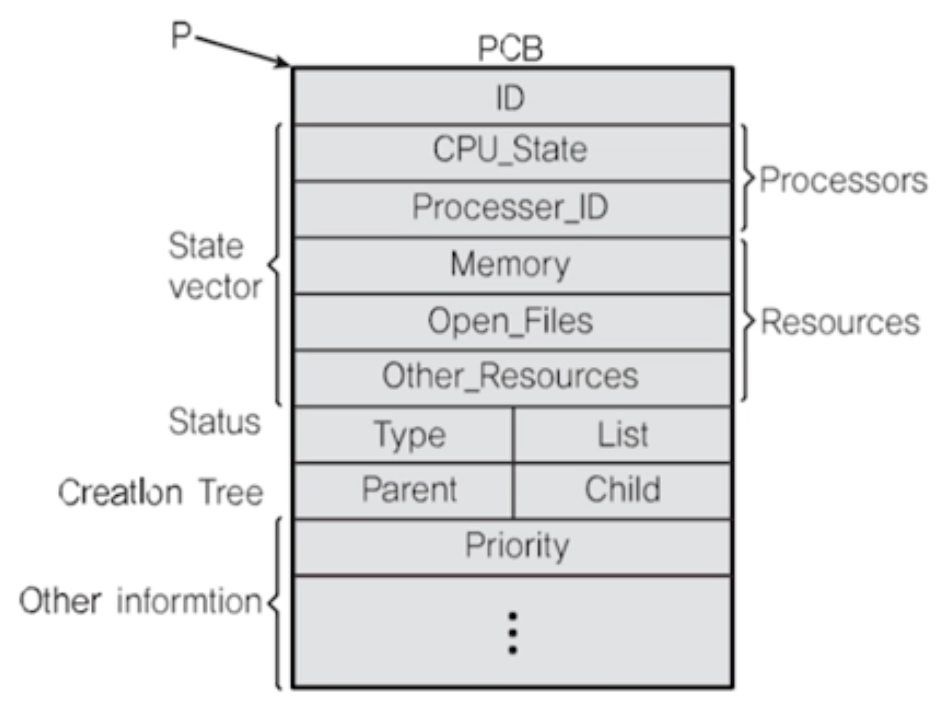 P
PCB
ID
CPU_State
Processer_ID
Processors
State
vector
Memory
Open_Files
Resources
Other_Resources
Status
Type
List
Creation Tree
Parent
Child
Priority
Other informtion